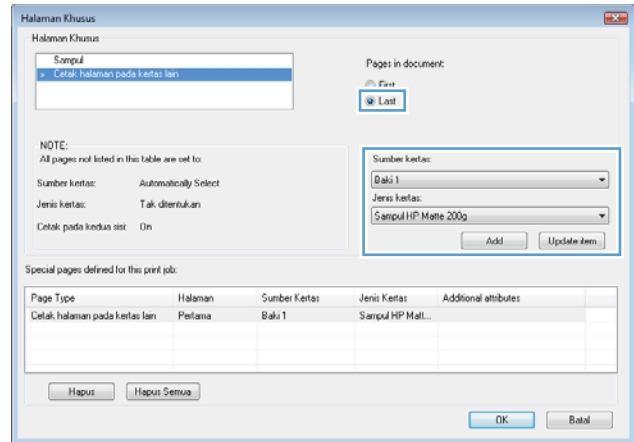 Halaman Khusus
Halaman Khusus
Sampul
» Cetak halaman pada kertas lain
Pages in document:
First
Last
NOTE:
All pages not listed in this table are set to:
Sumber kertas: Automatically Select
Jenis kertas: Tak ditentukan
Cetak pada kedua sisi: On
Sumber kertas:
Baki 1
Jenis kertas:
Sampul HP Matte 200g
Add Update item
Special pages defined for this print job:
Page Type Halaman Sumber Kertas Jenis Kertas Additional attributes
Cetak halaman pada kertas lain Pertama Baki 1 Sampul HP Matt...
Hapus Hapus Semua
OK Batal